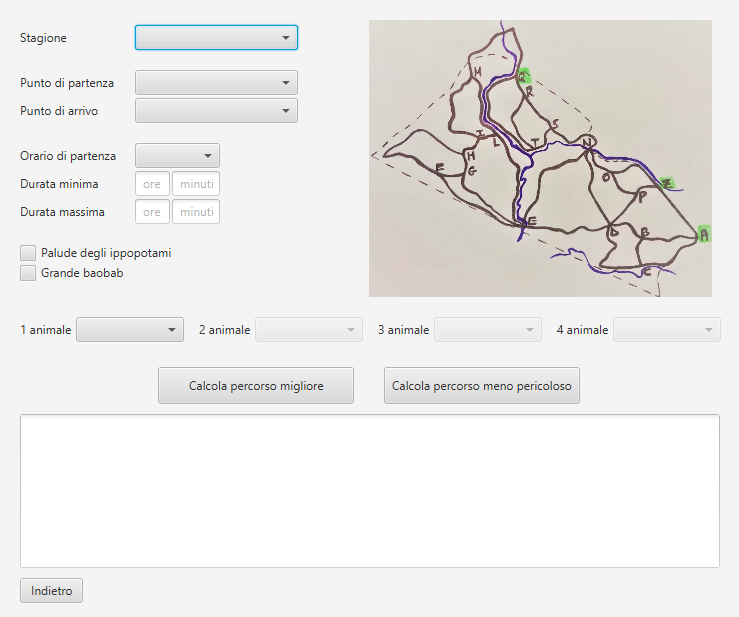 Stagione
Punto di partenza
Punto di arrivo
Orario di partenza
Durata minima
ore
minuti
Durata massima
ore
minuti
Palude degli ippopotami
Grande baobab
M
Q
R
S
I
L
T
N
H
F
G
O
Z
P
E
D
B
A
C
1 animale
2 animale
3 animale
4 animale
Calcola percorso migliore
Calcola percorso meno pericoloso
Indietro